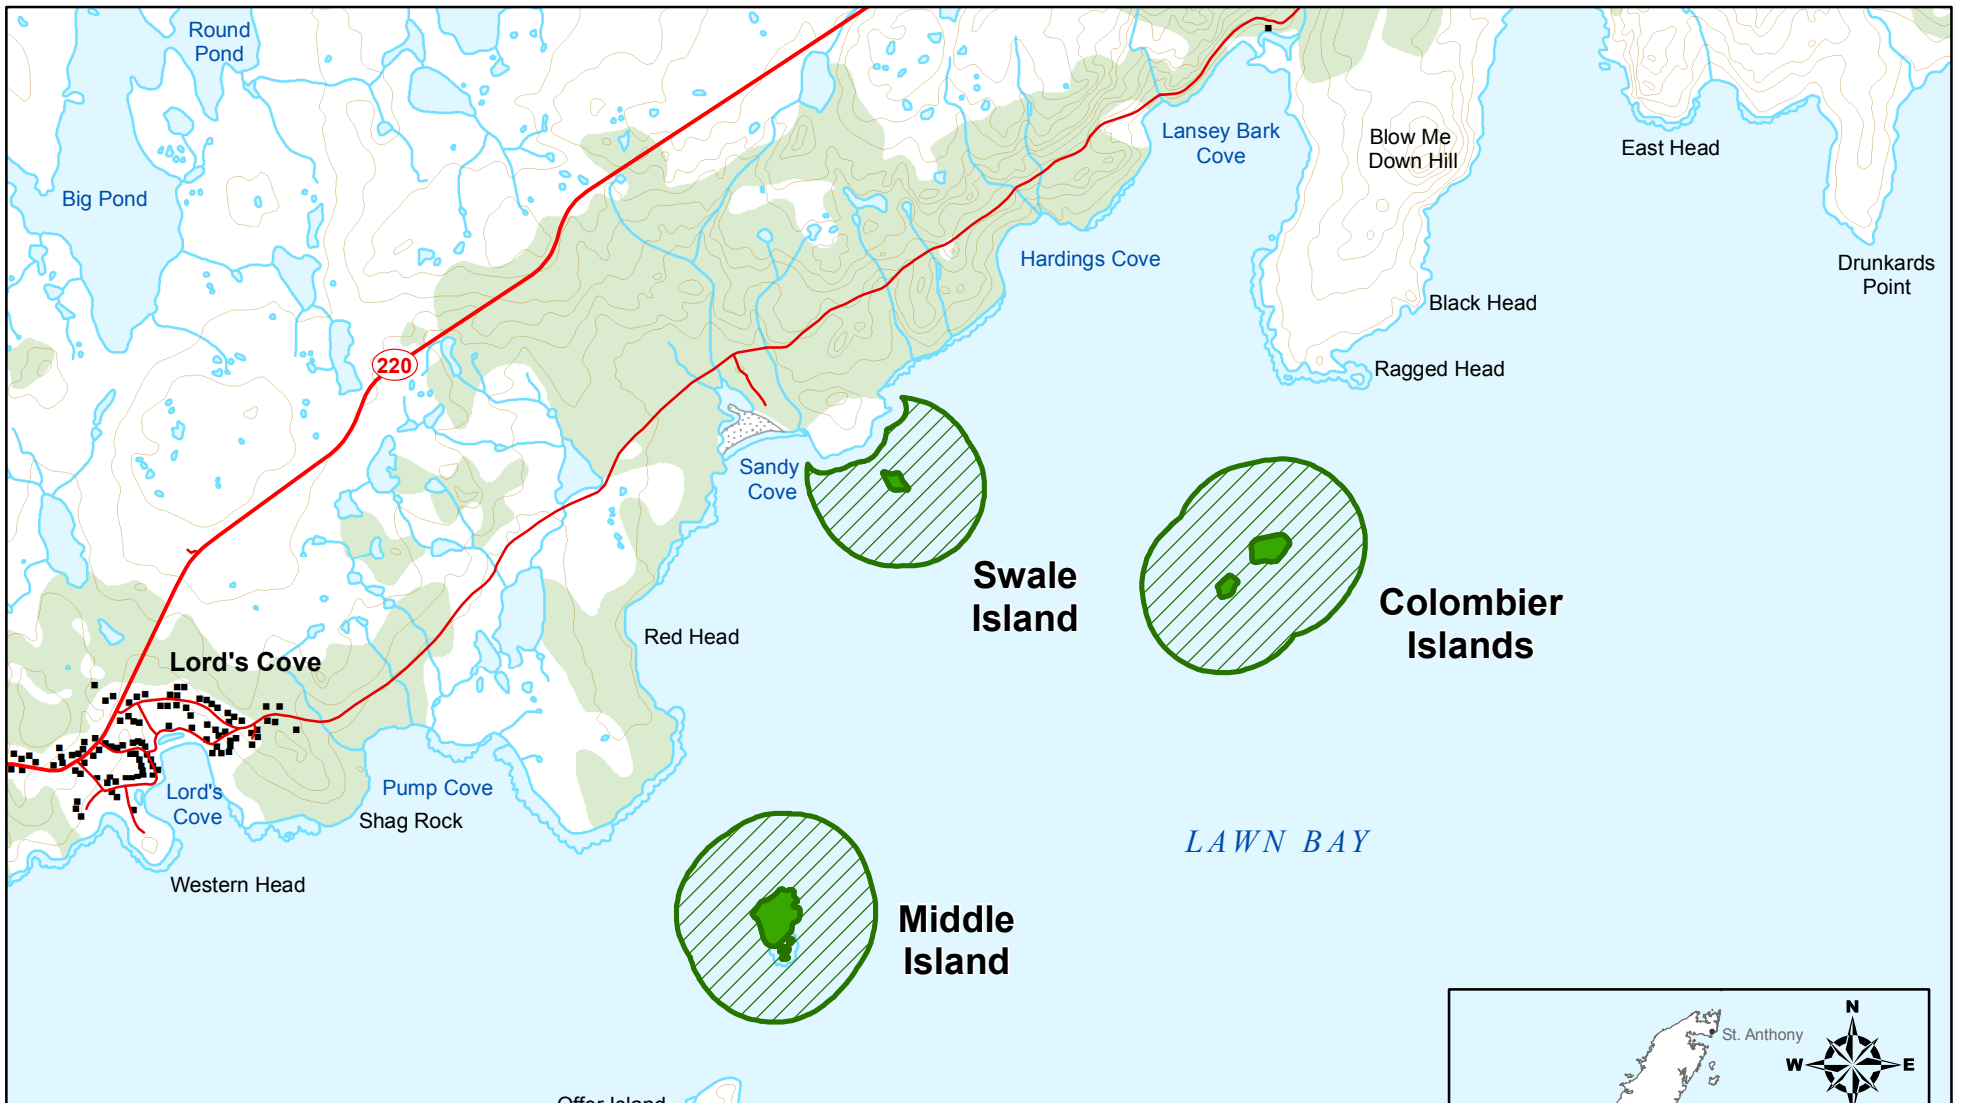 Round
Pond
Big Pond
Lansey Bark
Cove
Blow Me
Down Hill
East Head
Hardings Cove
Drunkards
Point
Black Head
Ragged Head
220
Sandy
Cove
Swale
Island
Colombier
Islands
Red Head
Lord's Cove
Lord's
Cove
Pump Cove
Shag Rock
LAWN BAY
Western Head
Middle
Island
N
St. Anthony
W
E
Offer Island